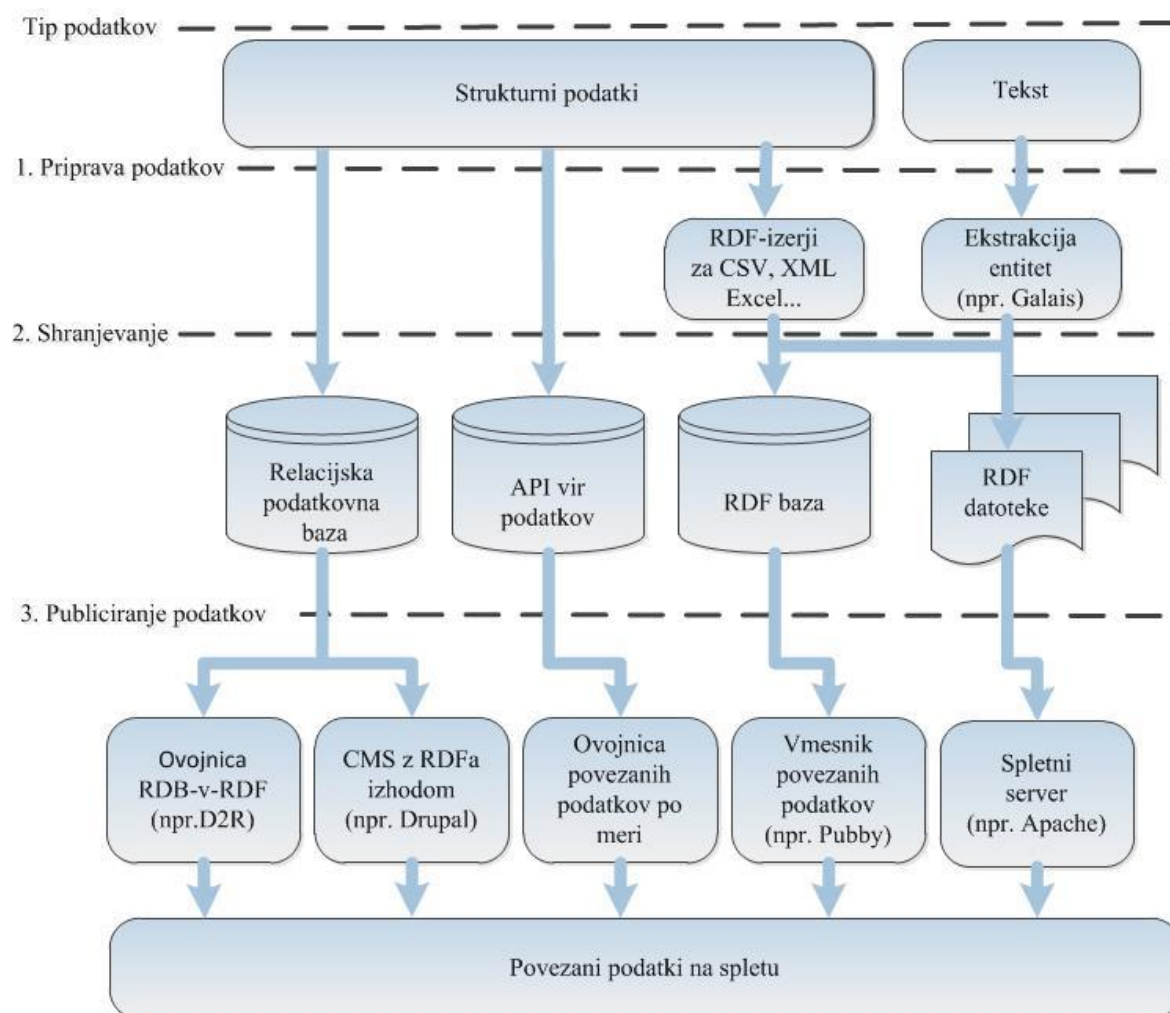 Tip podatkov
Strukturni podatki
Tekst
1. Priprava podatkov
RDF-izerji
za CSV, XML
Excel...
Ekstrakcija
entitet
(npr. Galais)
2. Shranjevanje
Relacijska
podatkovna
baza
API vir
podatkov
RDF baza
RDF
datoteke
3. Publiciranje podatkov
Ovojnica
RDB-v-RDF
(npr.D2R)
CMS z RDFa
izhodom
(npr. Drupal)
Ovojnica
povezanih
podatkov po
meri
Vmesnik
povezanih
podatkov
(npr. Pubby)
Spletni
server
(npr. Apache)
Povezani podatki na spletu